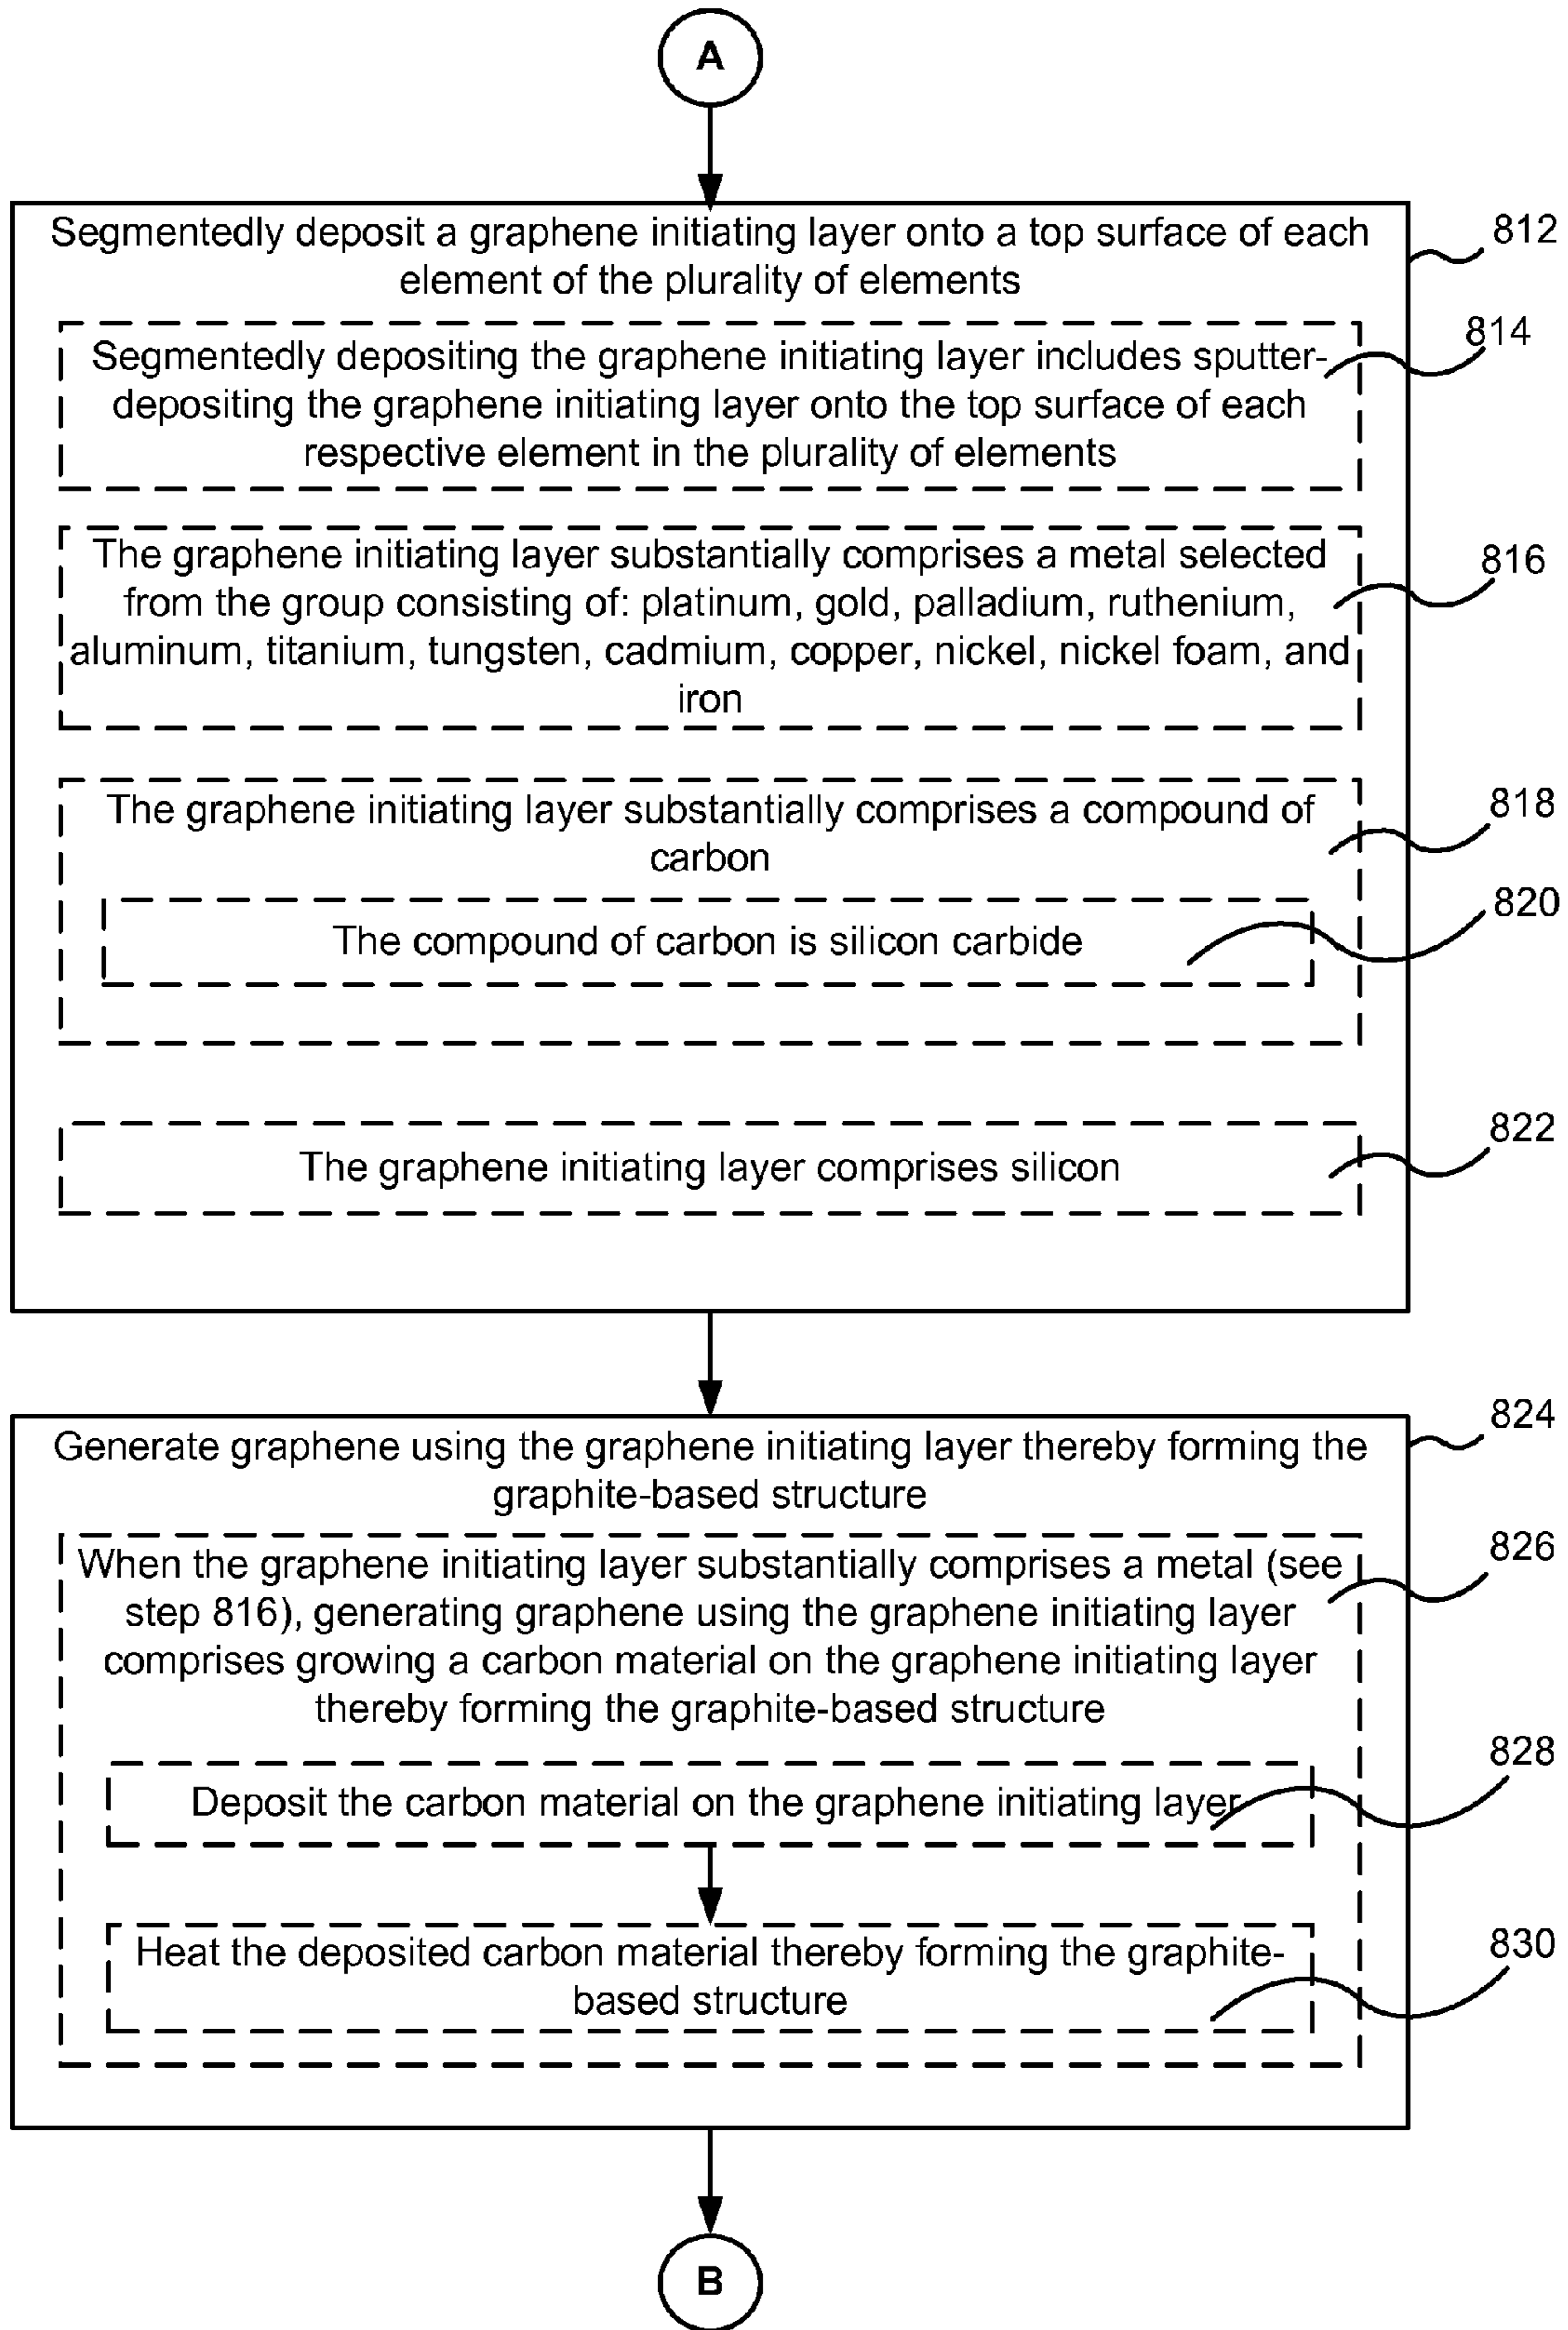 A
Segmentedly deposit a graphene initiating layer onto a top surface of each
element of the plurality of elements
812
Segmentedly depositing the graphene initiating layer includes sputter-
depositing the graphene initiating layer onto the top surface of each
respective element in the plurality of elements
814
The graphene initiating layer substantially comprises a metal selected
from the group consisting of: platinum, gold, palladium, ruthenium,
aluminum, titanium, tungsten, cadmium, copper, nickel, nickel foam, and
iron
816
The graphene initiating layer substantially comprises a compound of
carbon
818
The compound of carbon is silicon carbide
820
The graphene initiating layer comprises silicon
822
Generate graphene using the graphene initiating layer thereby forming the
graphite-based structure
824
When the graphene initiating layer substantially comprises a metal (see
step 816), generating graphene using the graphene initiating layer
comprises growing a carbon material on the graphene initiating layer
thereby forming the graphite-based structure
826
Deposit the carbon material on the graphene initiating layer
828
Heat the deposited carbon material thereby forming the graphite-
based structure
830
B